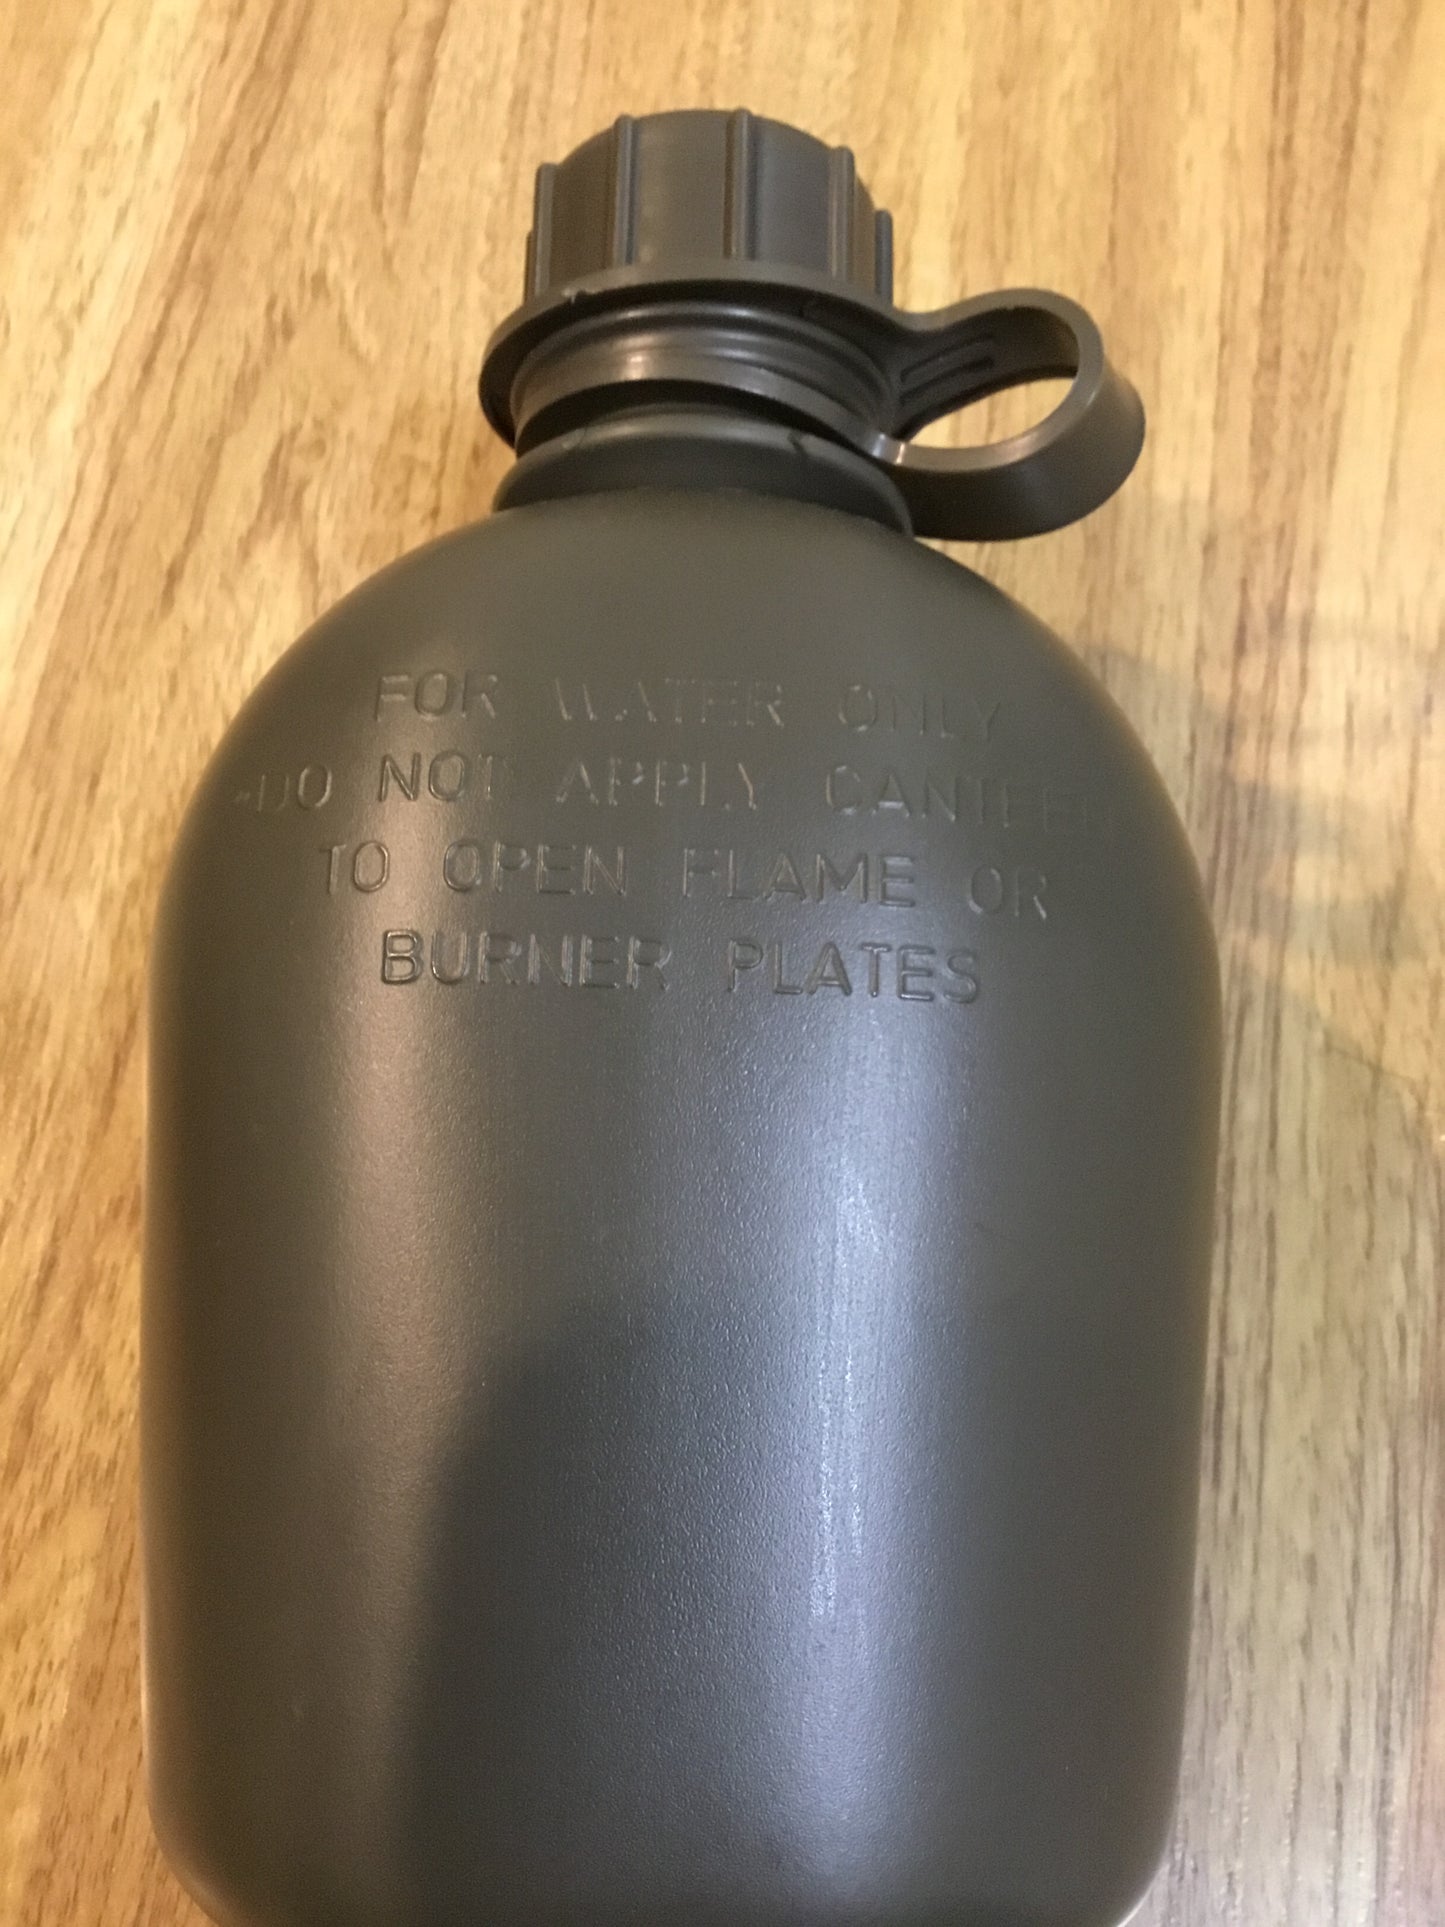 FOR WATER ONLY
DO NOT APPLY CANTEEN
TO OPEN FLAME OR
BURNER PLATES